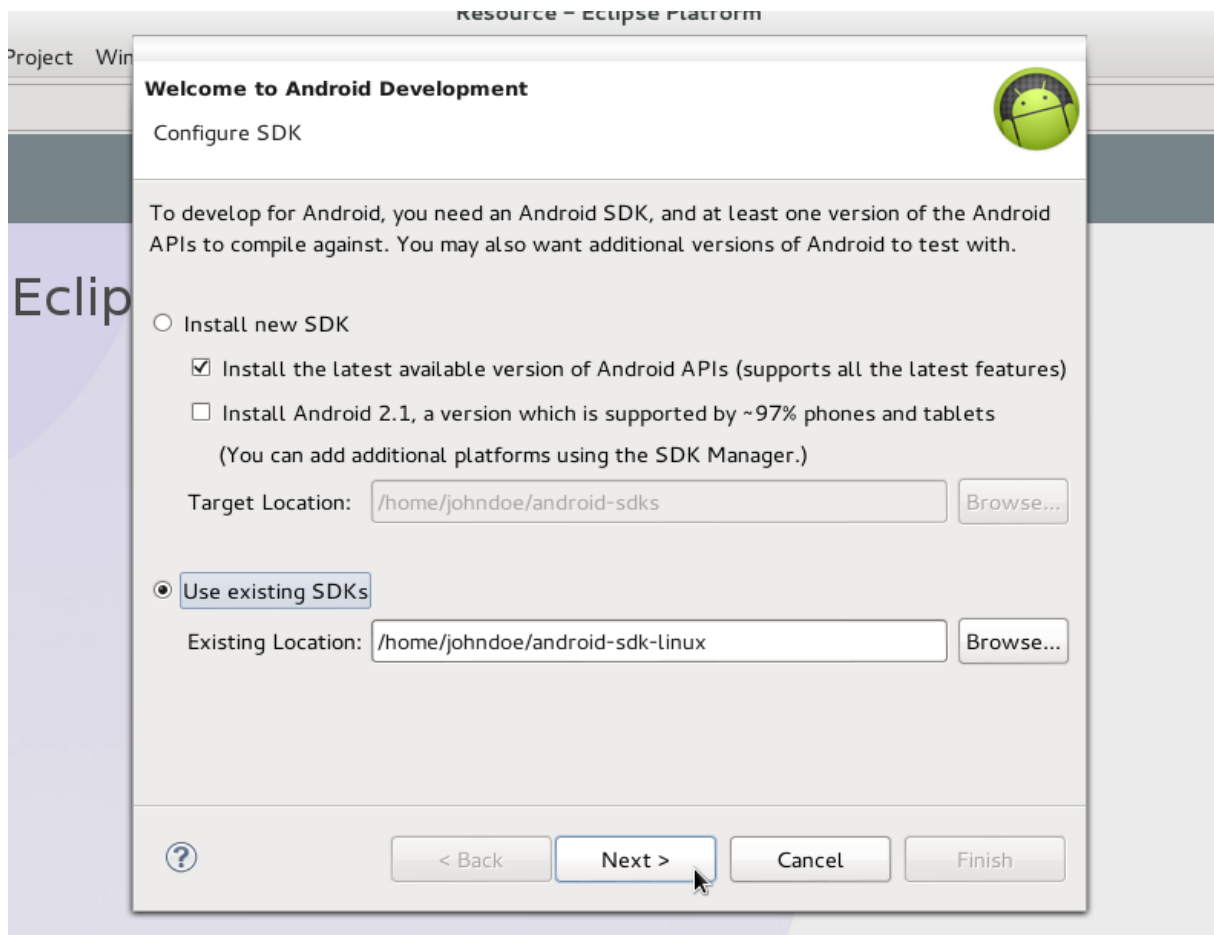 Resource – Eclipse Platform
Project Win
Welcome to Android Development
Configure SDK
To develop for Android, you need an Android SDK, and at least one version of the Android
APIs to compile against. You may also want additional versions of Android to test with.
Eclip
Install new SDK
Install the latest available version of Android APIs (supports all the latest features)
Install Android 2.1, a version which is supported by ~97% phones and tablets
(You can add additional platforms using the SDK Manager.)
Target Location: /home/johndoe/android-sdks Browse...
Use existing SDKs
Existing Location: /home/johndoe/android-sdk-linux Browse...
? < Back Next > Cancel Finish